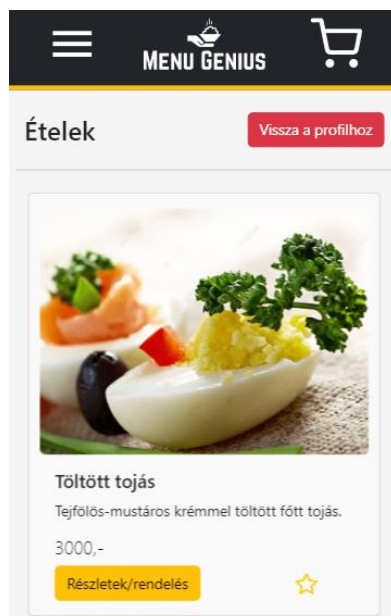 MENU GENIUS
Ételek
Vissza a profilhoz
Töltött tojás
Tejfölös-mustáros krémmel töltött főtt tojás.
3000,-
Részletek/rendelés